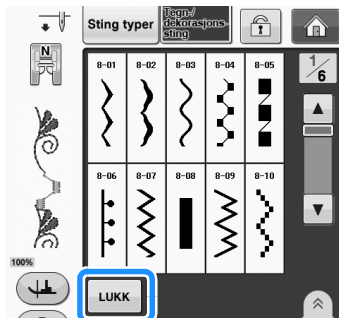 Sting typer
Tegn-/
dekorasjons-
sting
N
1/6
8-01 8-02 8-03 8-04 8-05
8-06 8-07 8-08 8-09 8-10
100%
LUKK